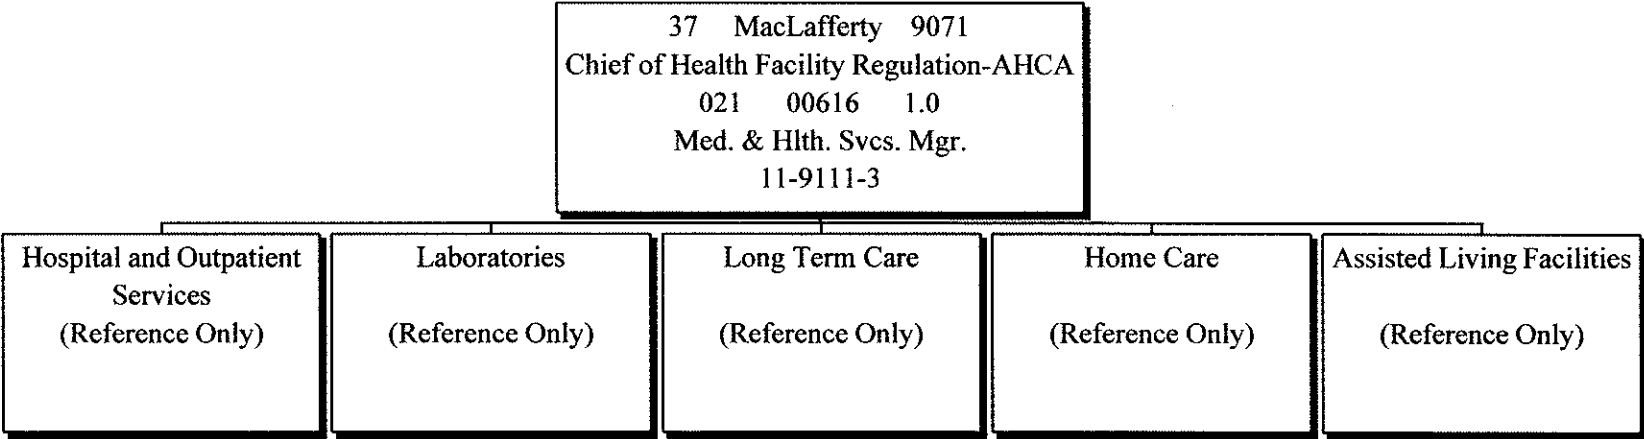 37 MacLafferty 9071
Chief of Health Facility Regulation-AHCA
021 00616 1.0
Med. & Hlth. Svcs. Mgr.
11-9111-3
Hospital and Outpatient
Services
(Reference Only)
Laboratories
(Reference Only)
Long Term Care
(Reference Only)
Home Care
(Reference Only)
Assisted Living Facilities
(Reference Only)